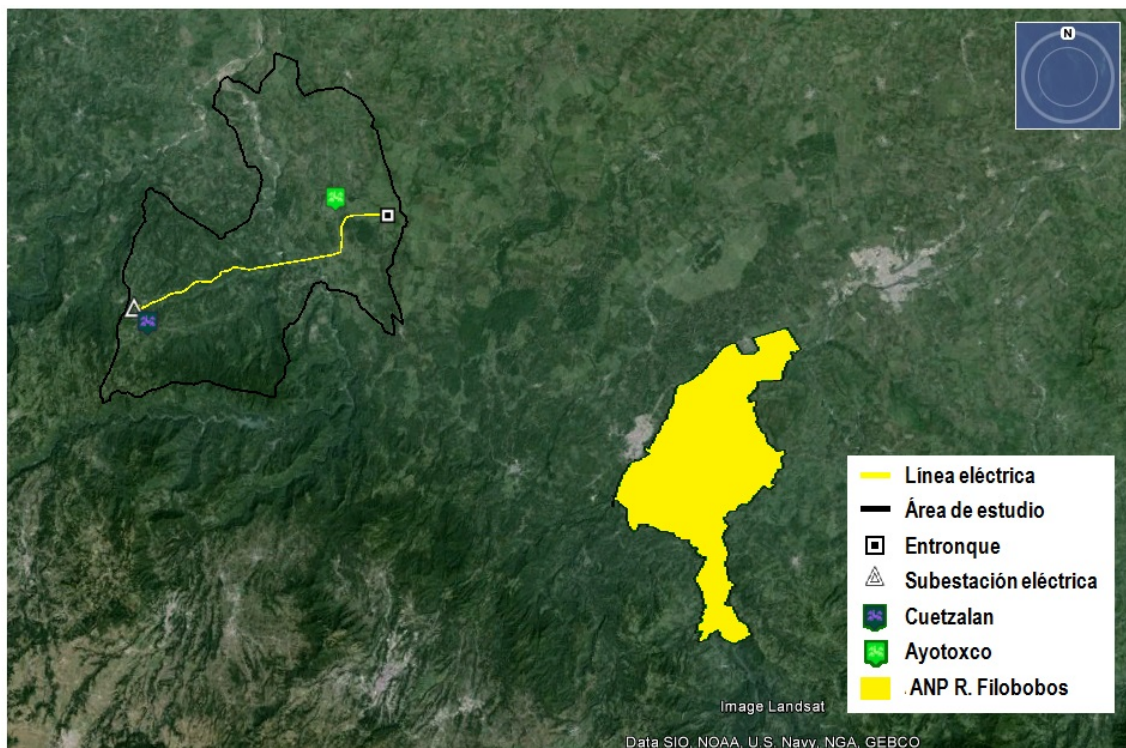 N
Línea eléctrica
Área de estudio
Entronque
Subestación eléctrica
Cuetzalan
Ayotoxco
ANP R. Filobobos
Image Landsat
Data SIO, NOAA, U.S. Navy, NGA, GEBCO